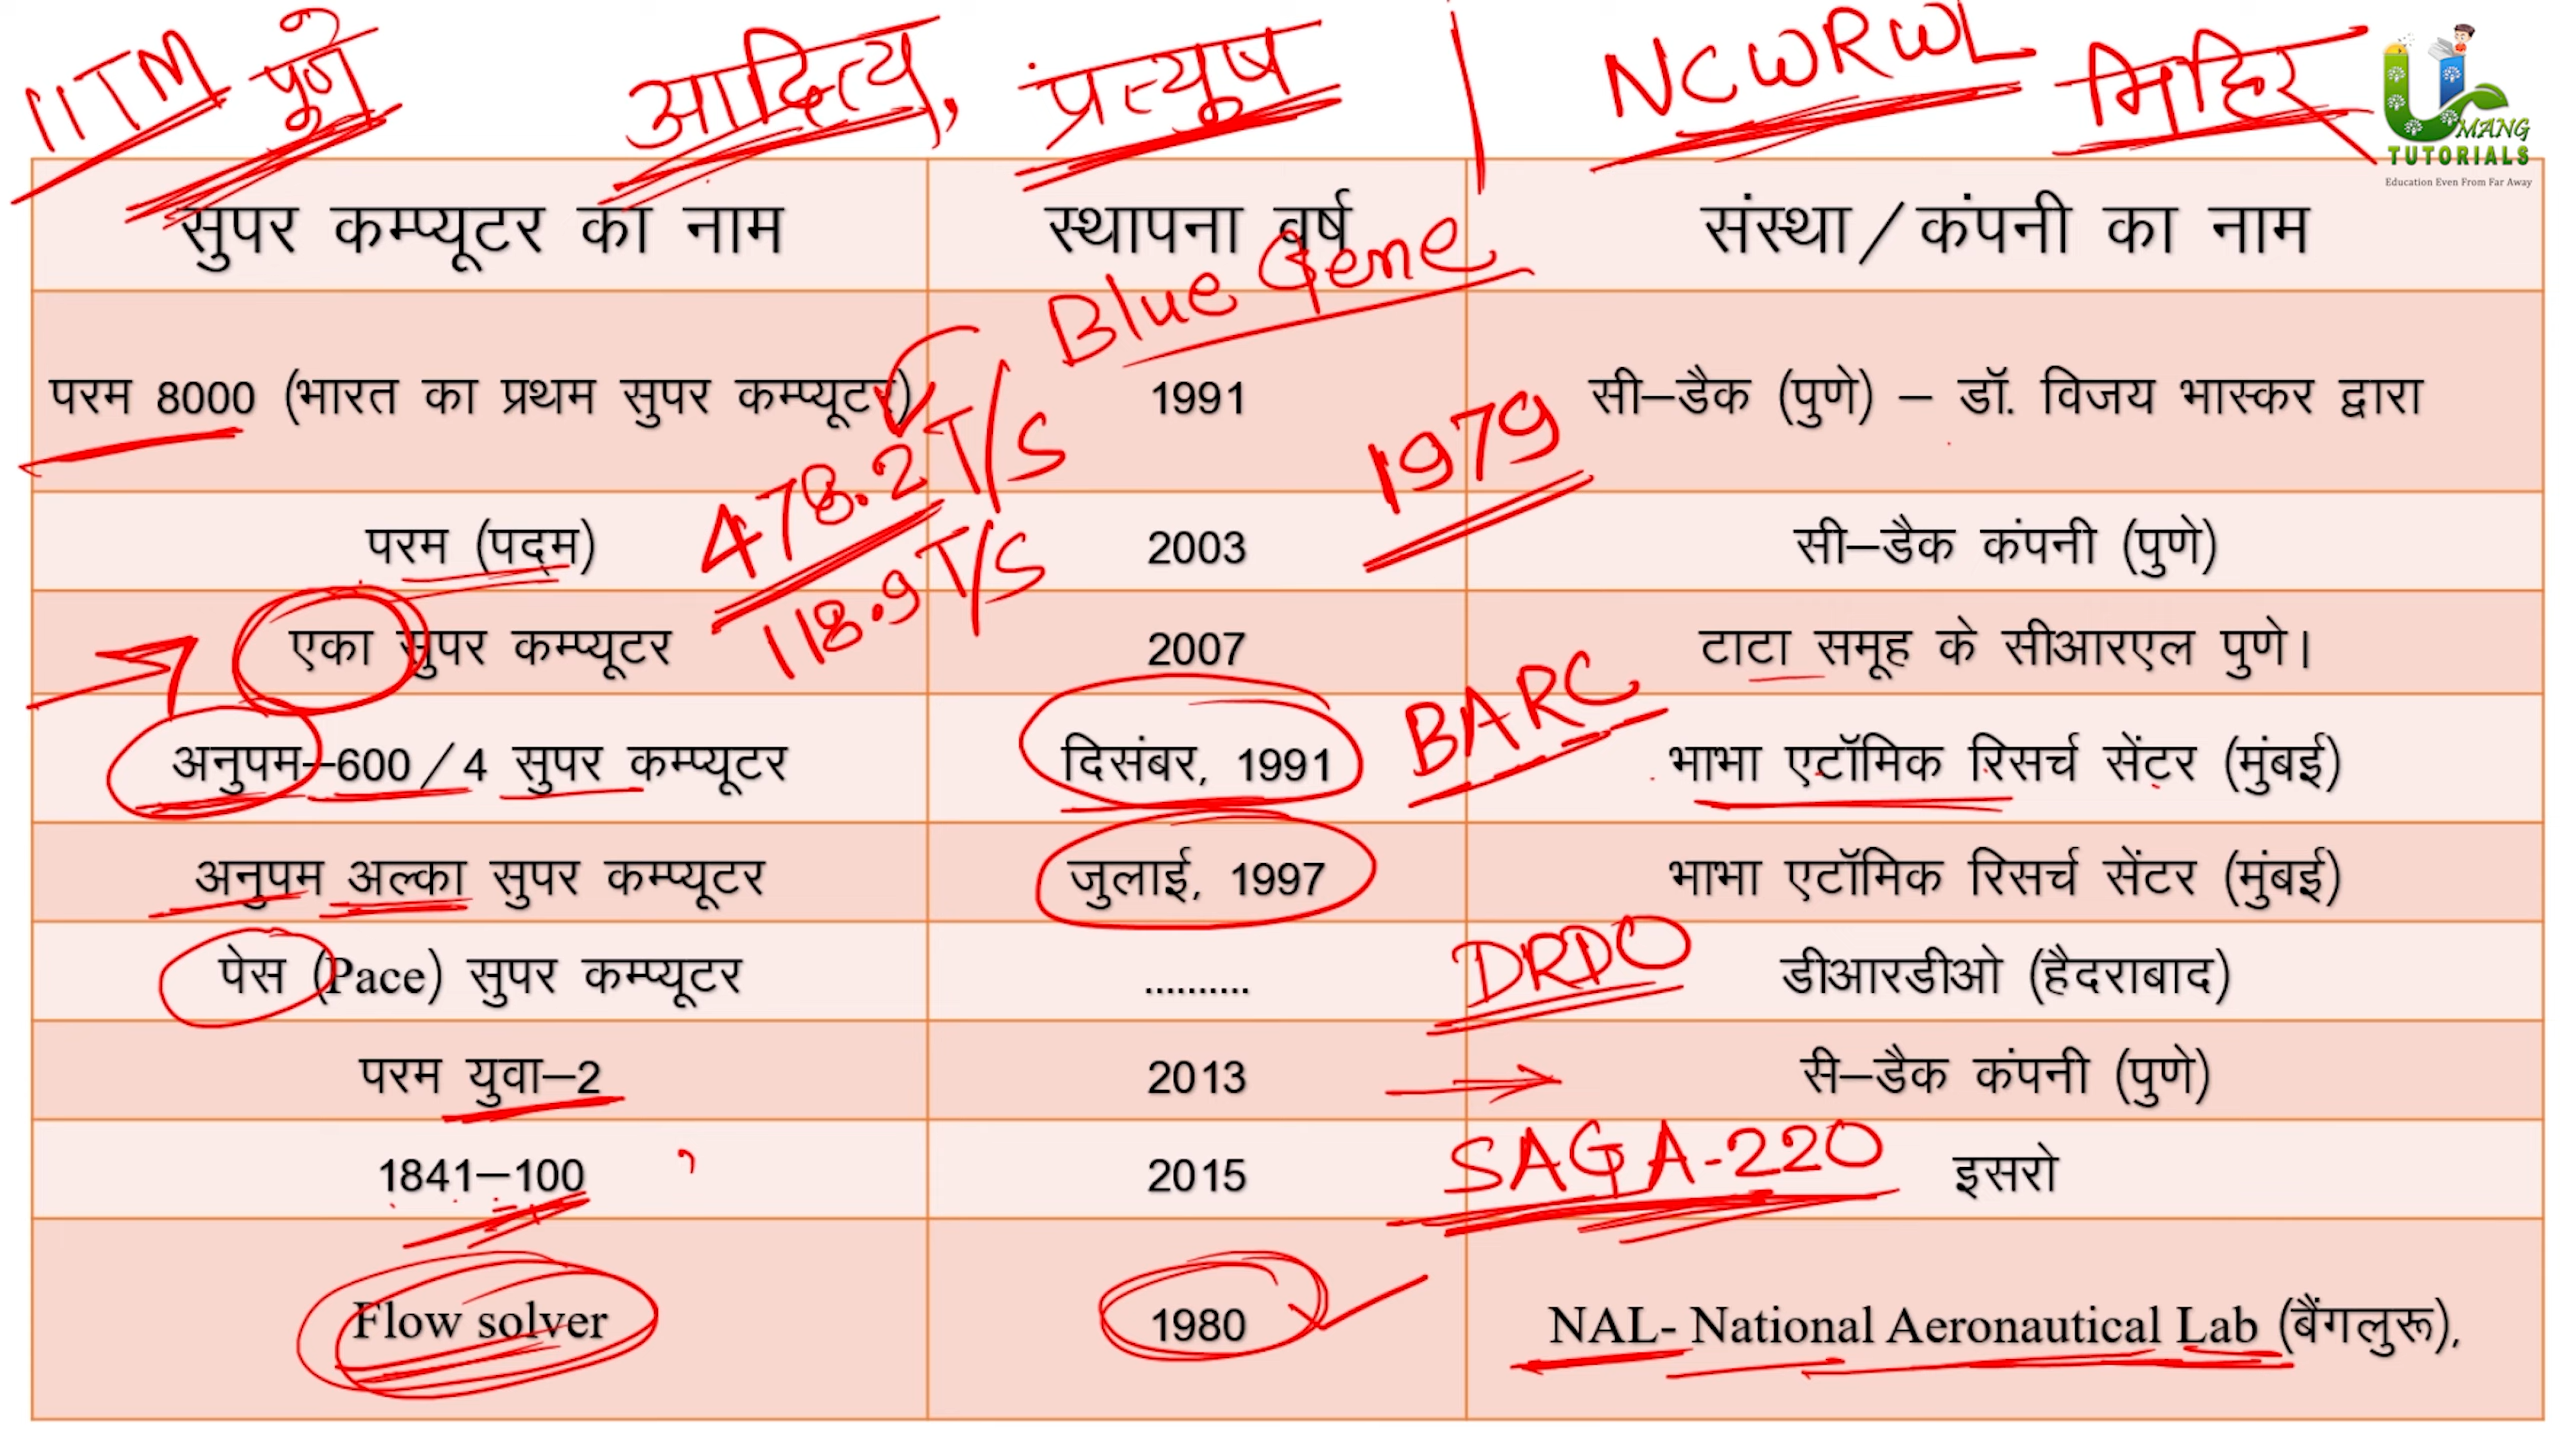 IITM पूणे आदित्य, प्रत्यूष NCWRWL मिहिर
UMANG
TUTORIALS
Education Even From Far Away
सुपर कम्प्यूटर का नाम स्थापना वर्ष संस्था/कंपनी का नाम
Blue Gene
परम 8000 (भारत का प्रथम सुपर कम्प्यूटर) 1991 सी–डैक (पुणे) – डॉ. विजय भास्कर द्वारा
478.2 T/S 1979
परम (पद्म) 2003 सी–डैक कंपनी (पुणे)
118.9 T/S
एका सुपर कम्प्यूटर 2007 टाटा समूह के सीआरएल पुणे।
BARC
अनुपम–600/4 सुपर कम्प्यूटर दिसंबर, 1991 भाभा एटॉमिक रिसर्च सेंटर (मुंबई)
अनुपम अल्का सुपर कम्प्यूटर जुलाई, 1997 भाभा एटॉमिक रिसर्च सेंटर (मुंबई)
DRDO
पेस (Pace) सुपर कम्प्यूटर .......... डीआरडीओ (हैदराबाद)
परम युवा–2 2013 सी–डैक कंपनी (पुणे)
1841–100 2015 SAGA-220 इसरो
Flow solver 1980 NAL- National Aeronautical Lab (बैंगलुरू),